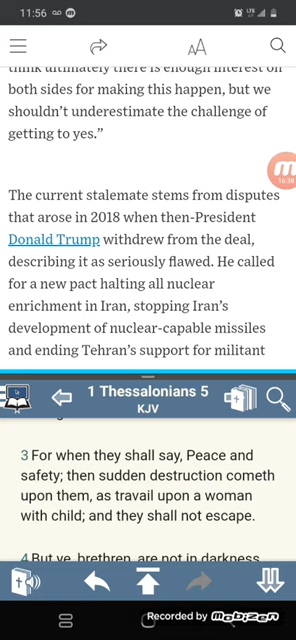 11:56
LTE
AA
think ultimately there is enough interest on
both sides for making this happen, but we
shouldn’t underestimate the challenge of
getting to yes.”
The current stalemate stems from disputes
that arose in 2018 when then-President
Donald Trump withdrew from the deal,
describing it as seriously flawed. He called
for a new pact halting all nuclear
enrichment in Iran, stopping Iran’s
development of nuclear-capable missiles
and ending Tehran’s support for militant
1 Thessalonians 5
KJV
3 For when they shall say, Peace and
safety; then sudden destruction cometh
upon them, as travail upon a woman
with child; and they shall not escape.
4 But ye, brethren, are not in darkness
Recorded by Mobizen